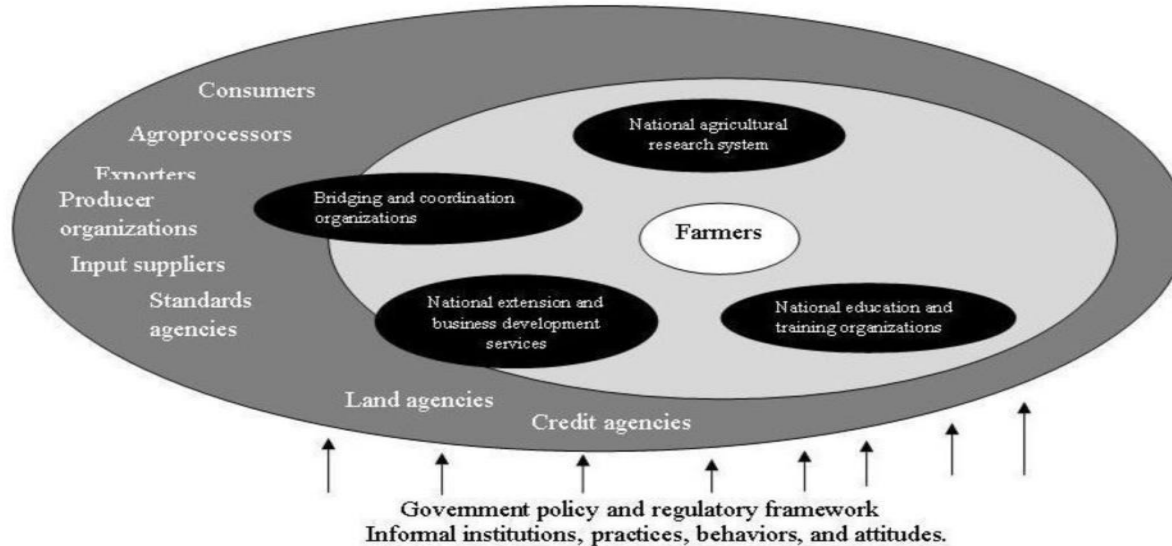 Consumers
Agroprocessors
Exporters
Producer
organizations
Input suppliers
Standards
agencies
Land agencies
Credit agencies
National agricultural
research system
Bridging and coordination
organizations
Farmers
National extension and
business development
services
National education and
training organizations
Government policy and regulatory framework
Informal institutions, practices, behaviors, and attitudes.